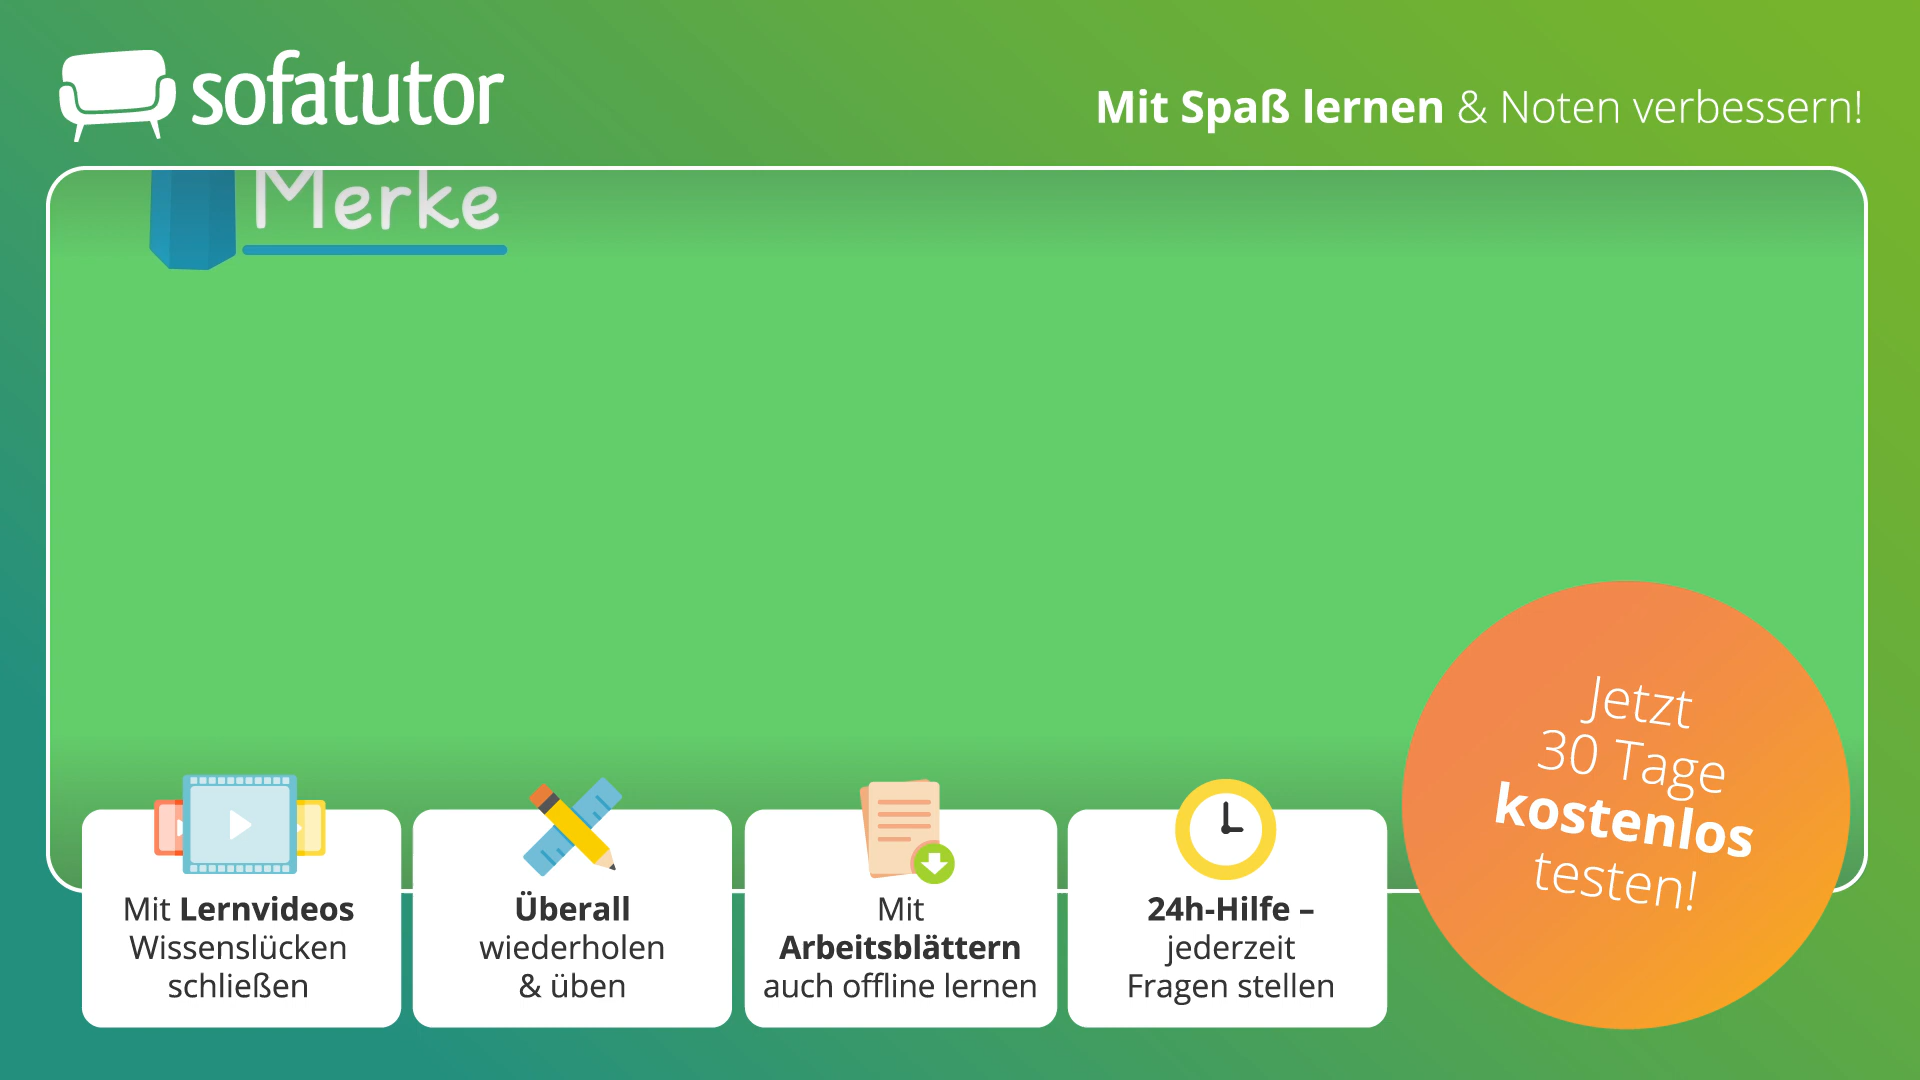 sofatutor
Mit Spaß lernen & Noten verbessern!
Merke
Jetzt
30 Tage
kostenlos
testen!
Mit Lernvideos
Wissenslücken
schließen
Überall
wiederholen
& üben
Mit
Arbeitsblättern
auch offline lernen
24h-Hilfe –
jederzeit
Fragen stellen